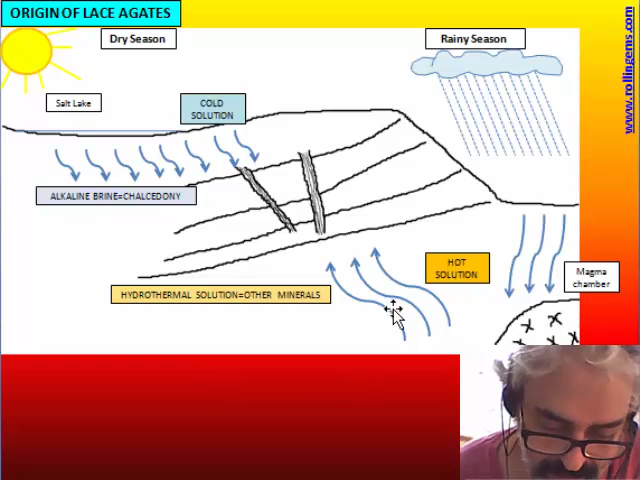 ORIGIN OF LACE AGATES
Dry Season
Rainy Season
www.rollingems.com
Salt Lake
COLD
SOLUTION
ALKALINE BRINE=CHALCEDONY
HOT
SOLUTION
Magma
chamber
HYDROTHERMAL SOLUTION=OTHER MINERALS